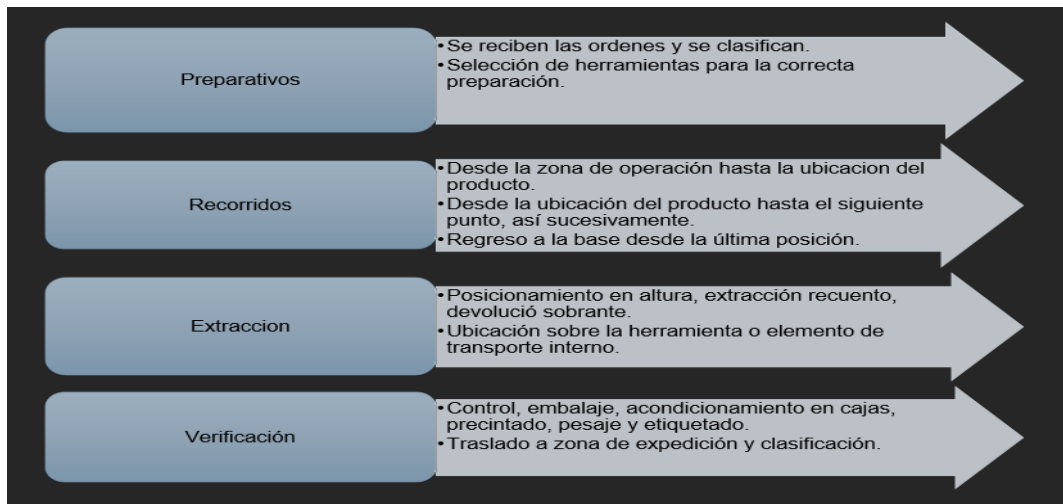 Preparativos
•Se reciben las ordenes y se clasifican.
•Selección de herramientas para la correcta
preparación.
Recorridos
•Desde la zona de operación hasta la ubicacion del
producto.
•Desde la ubicación del producto hasta el siguiente
punto, así sucesivamente.
•Regreso a la base desde la última posición.
Extraccion
•Posicionamiento en altura, extracción recuento,
devolució sobrante.
•Ubicación sobre la herramienta o elemento de
transporte interno.
Verificación
•Control, embalaje, acondicionamiento en cajas,
precintado, pesaje y etiquetado.
•Traslado a zona de expedición y clasificación.